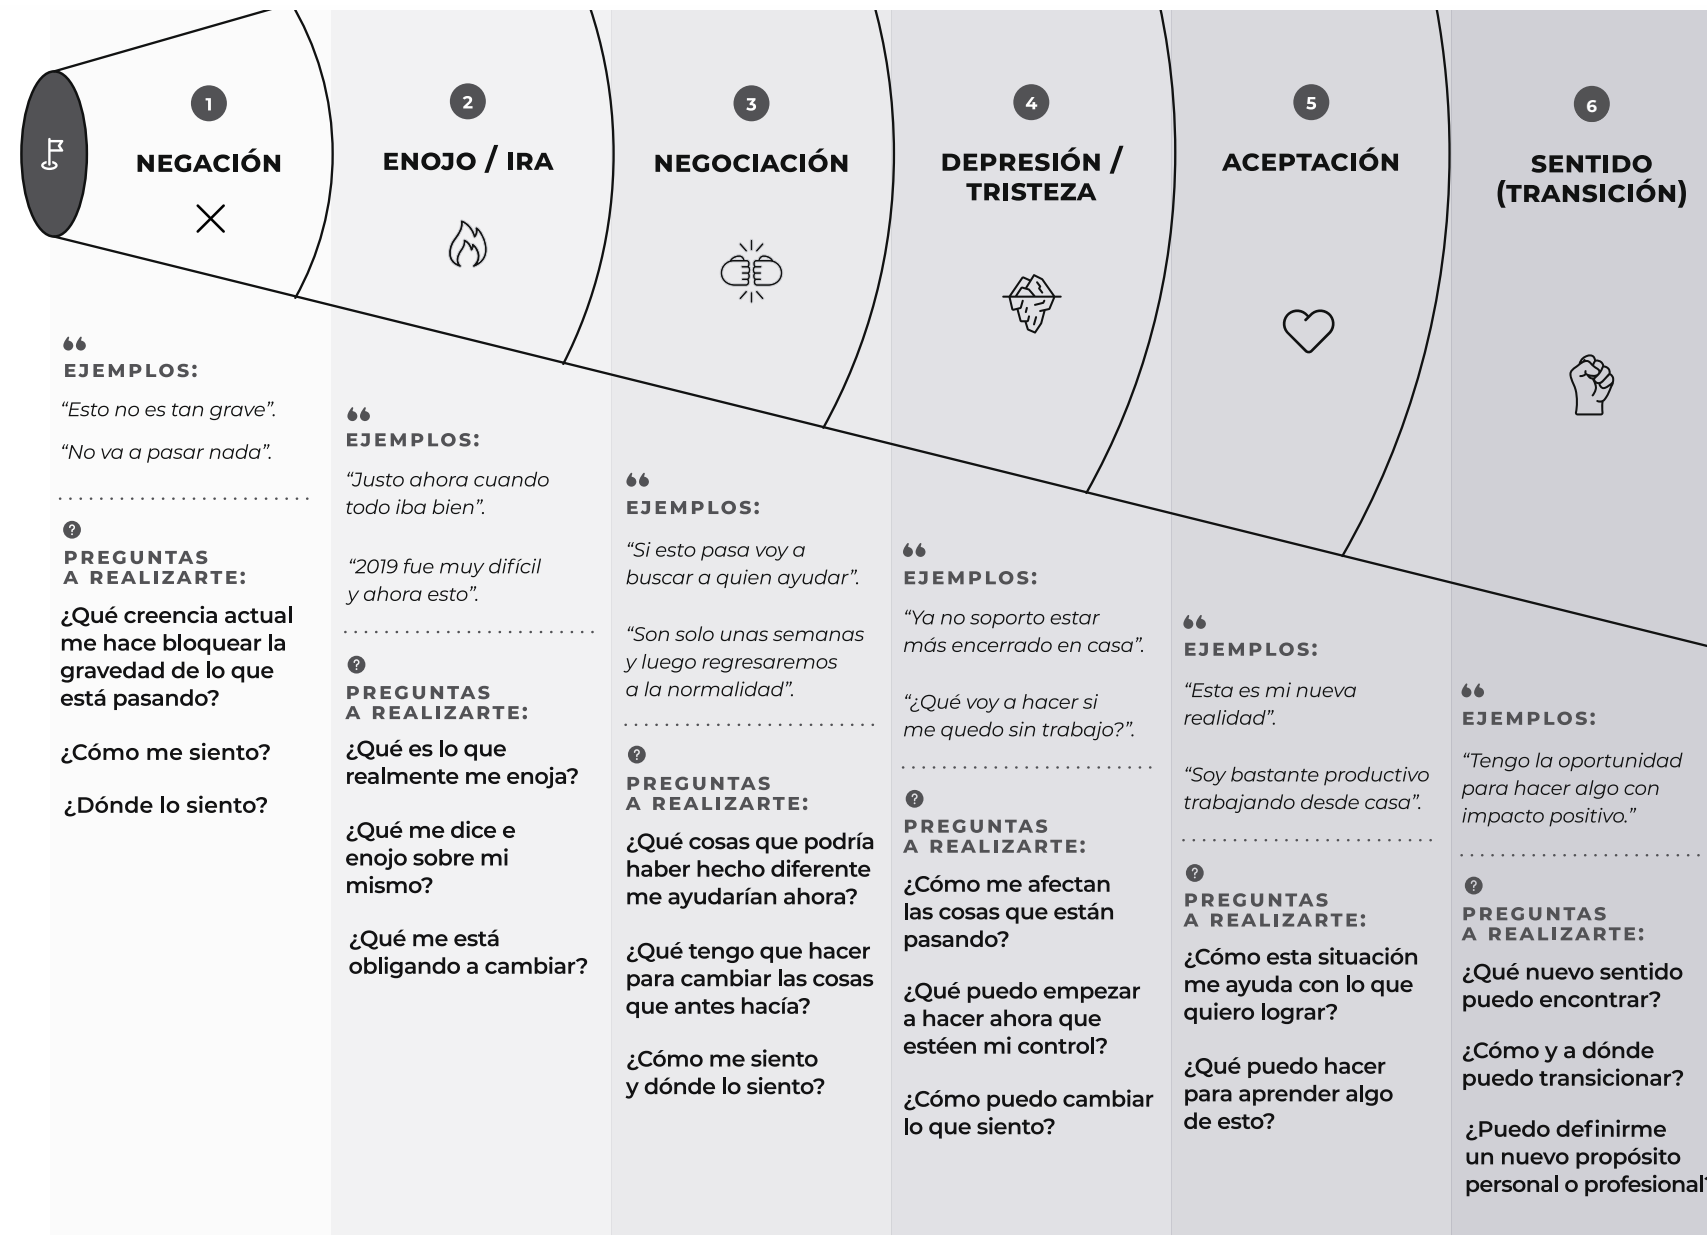 1
NEGACIÓN
EJEMPLOS:
“Esto no es tan grave”.
“No va a pasar nada”.
PREGUNTAS
A REALIZARTE:
¿Qué creencia actual
me hace bloquear la
gravedad de lo que
está pasando?
¿Cómo me siento?
¿Dónde lo siento?
2
ENOJO / IRA
EJEMPLOS:
“Justo ahora cuando
todo iba bien”.
“2019 fue muy difícil
y ahora esto”.
PREGUNTAS
A REALIZARTE:
¿Qué es lo que
realmente me enoja?
¿Qué me dice e
enojo sobre mi
mismo?
¿Qué me está
obligando a cambiar?
3
NEGOCIACIÓN
EJEMPLOS:
“Si esto pasa voy a
buscar a quien ayudar”.
“Son solo unas semanas
y luego regresaremos
a la normalidad”.
PREGUNTAS
A REALIZARTE:
¿Qué cosas que podría
haber hecho diferente
me ayudarían ahora?
¿Qué tengo que hacer
para cambiar las cosas
que antes hacía?
¿Cómo me siento
y dónde lo siento?
4
DEPRESIÓN /
TRISTEZA
EJEMPLOS:
“Ya no soporto estar
más encerrado en casa”.
“¿Qué voy a hacer si
me quedo sin trabajo?”.
PREGUNTAS
A REALIZARTE:
¿Cómo me afectan
las cosas que están
pasando?
¿Qué puedo empezar
a hacer ahora que
estéen mi control?
¿Cómo puedo cambiar
lo que siento?
5
ACEPTACIÓN
EJEMPLOS:
“Esta es mi nueva
realidad”.
“Soy bastante productivo
trabajando desde casa”.
PREGUNTAS
A REALIZARTE:
¿Cómo esta situación
me ayuda con lo que
quiero lograr?
¿Qué puedo hacer
para aprender algo
de esto?
6
SENTIDO
(TRANSICIÓN)
EJEMPLOS:
“Tengo la oportunidad
para hacer algo con
impacto positivo.”
PREGUNTAS
A REALIZARTE:
¿Qué nuevo sentido
puedo encontrar?
¿Cómo y a dónde
puedo transicionar?
¿Puedo definirme
un nuevo propósito
personal o profesional?